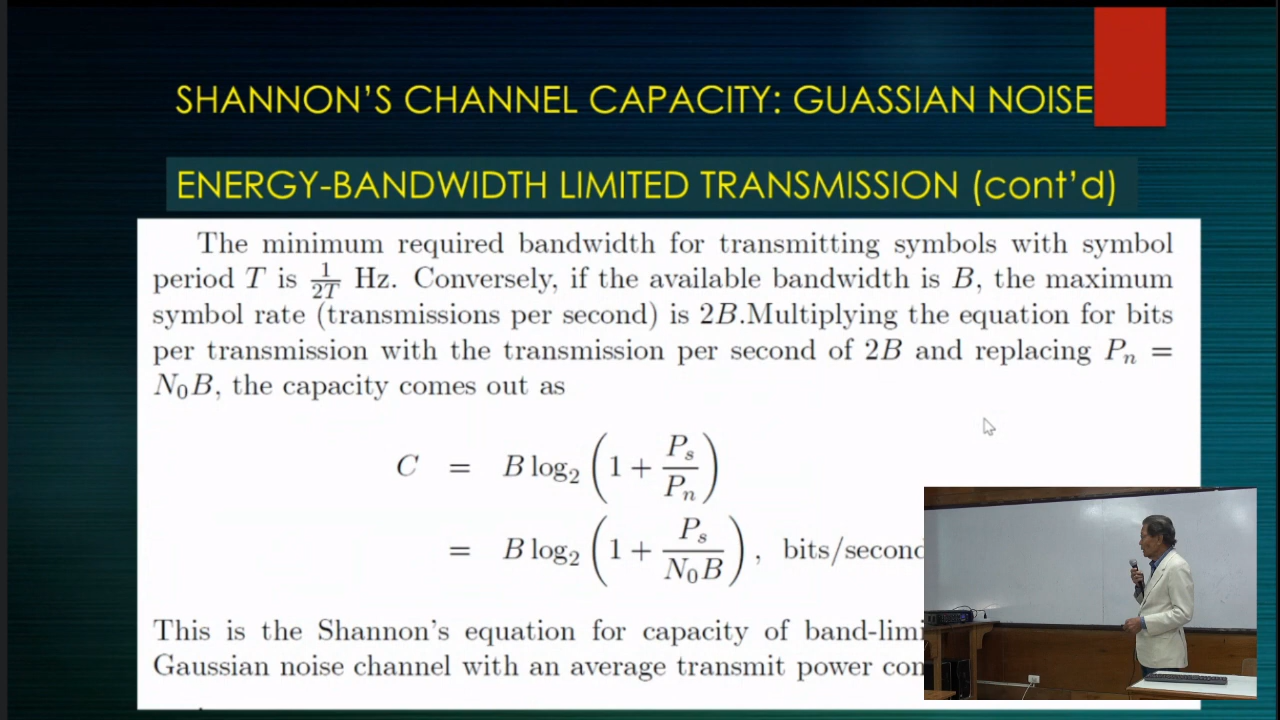 SHANNON'S CHANNEL CAPACITY: GUASSIAN NOISE
ENERGY-BANDWIDTH LIMITED TRANSMISSION (cont'd)
The minimum required bandwidth for transmitting symbols with symbol
period T is 1/2T Hz. Conversely, if the available bandwidth is B, the maximum
symbol rate (transmissions per second) is 2B.Multiplying the equation for bits
per transmission with the transmission per second of 2B and replacing Pₙ =
N₀B, the capacity comes out as
C = B log₂ (1 + Pₛ/Pₙ)
= B log₂ (1 + Pₛ/N₀B), bits/second
This is the Shannon's equation for capacity of
Gaussian noise channel with an average transmit power